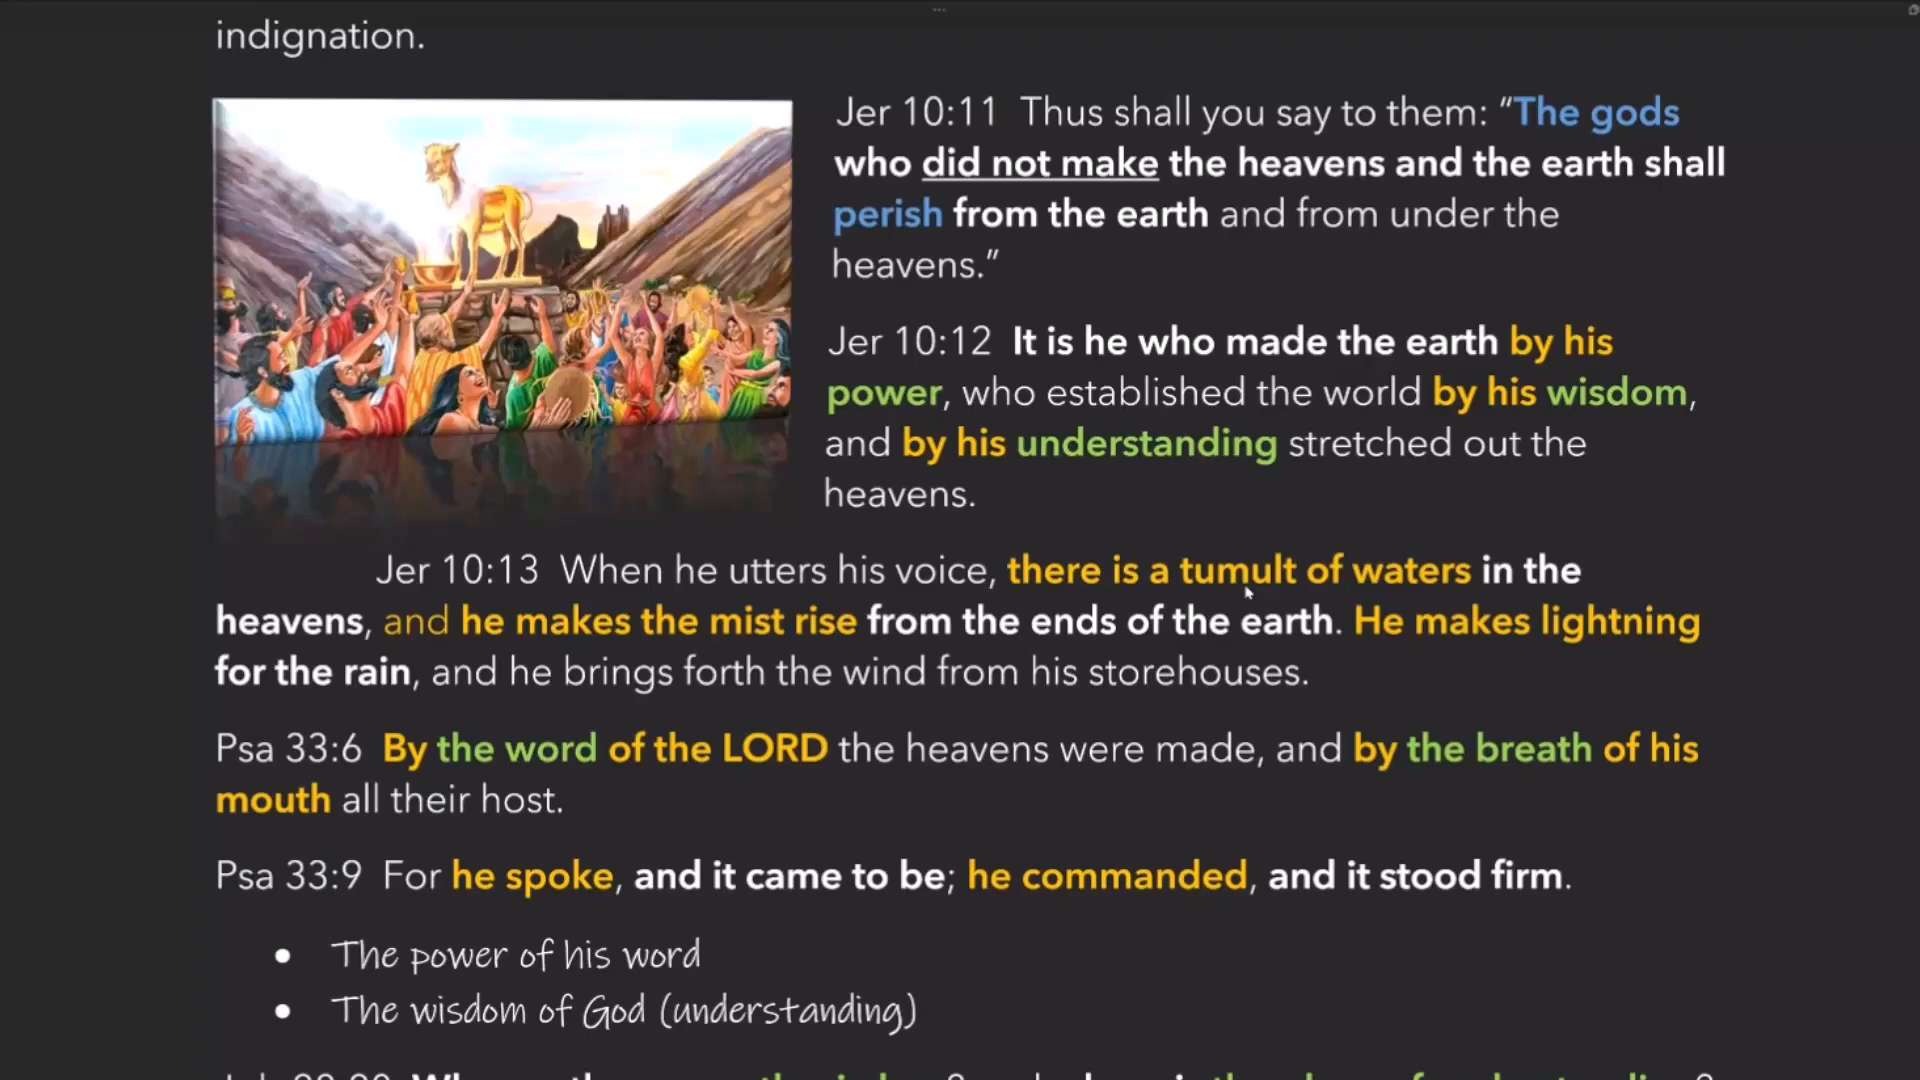 indignation.
Jer 10:11  Thus shall you say to them: “The gods
who did not make the heavens and the earth shall
perish from the earth and from under the
heavens.”
Jer 10:12  It is he who made the earth by his
power, who established the world by his wisdom,
and by his understanding stretched out the
heavens.
Jer 10:13  When he utters his voice, there is a tumult of waters in the
heavens, and he makes the mist rise from the ends of the earth. He makes lightning
for the rain, and he brings forth the wind from his storehouses.
Psa 33:6  By the word of the LORD the heavens were made, and by the breath of his
mouth all their host.
Psa 33:9  For he spoke, and it came to be; he commanded, and it stood firm.
• The power of his word
• The wisdom of God (understanding)